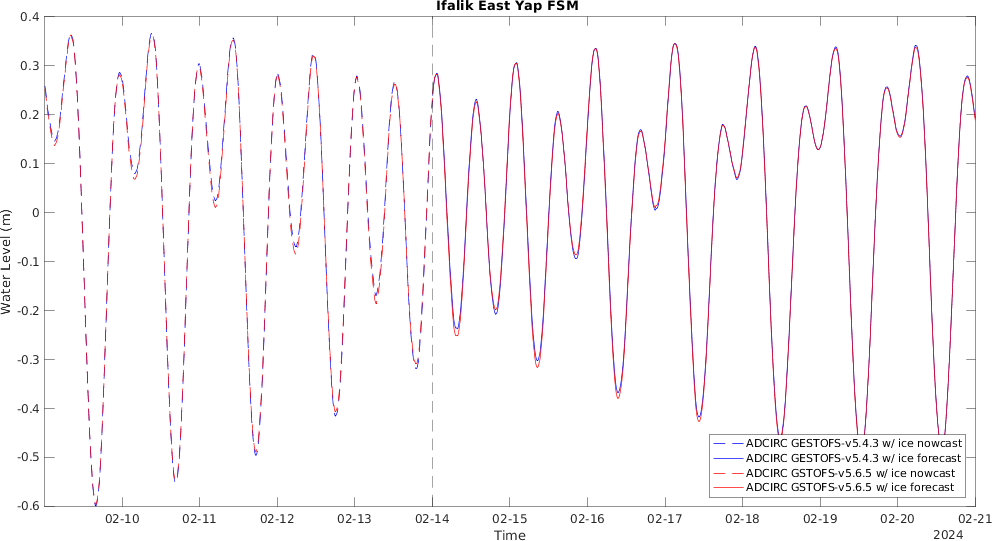 Ifalik East Yap FSM
0.4
0.3
0.2
0.1
0
-0.1
-0.2
-0.3
-0.4
-0.5
-0.6
Water Level (m)
ADCIRC GESTOFS-v5.4.3 w/ ice nowcast
ADCIRC GESTOFS-v5.4.3 w/ ice forecast
ADCIRC GSTOFS-v5.6.5 w/ ice nowcast
ADCIRC GSTOFS-v5.6.5 w/ ice forecast
02-10 02-11 02-12 02-13 02-14 02-15 02-16 02-17 02-18 02-19 02-20 02-21
Time
2024